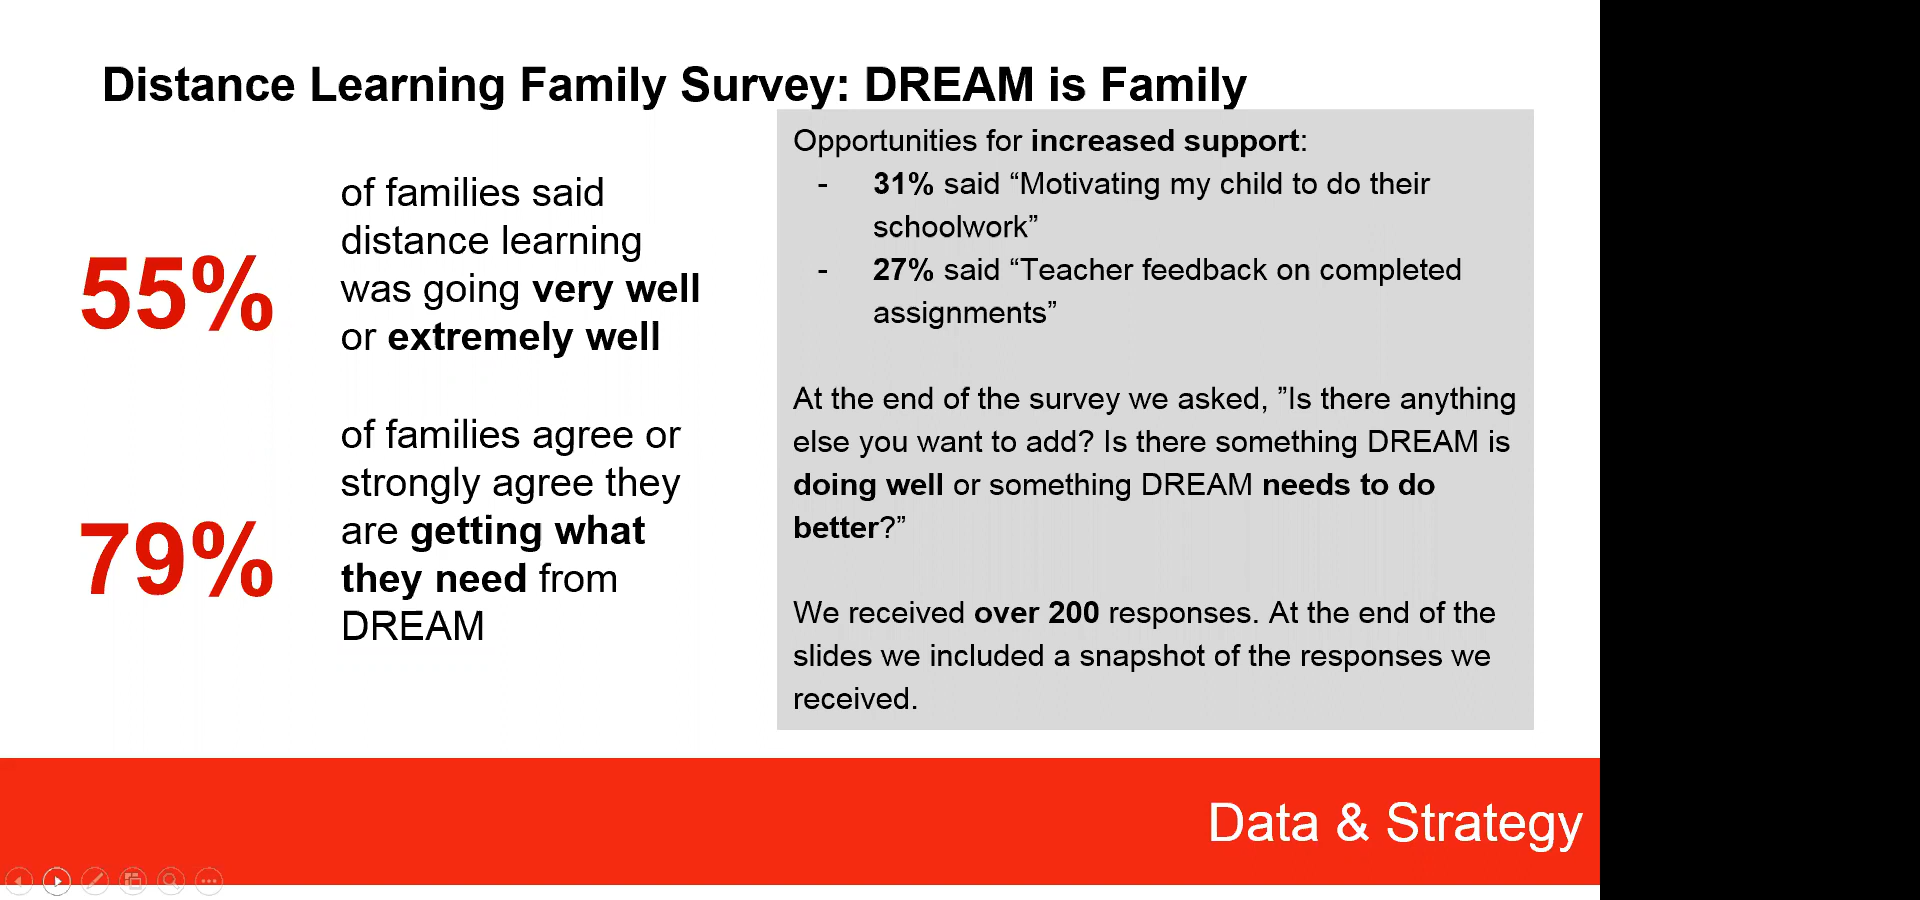 Distance Learning Family Survey: DREAM is Family
55%
of families said
distance learning
was going very well
or extremely well
79%
of families agree or
strongly agree they
are getting what
they need from
DREAM
Opportunities for increased support:
- 31% said “Motivating my child to do their
schoolwork”
- 27% said “Teacher feedback on completed
assignments”
At the end of the survey we asked, ”Is there anything
else you want to add? Is there something DREAM is
doing well or something DREAM needs to do
better?”
We received over 200 responses. At the end of the
slides we included a snapshot of the responses we
received.
Data & Strategy